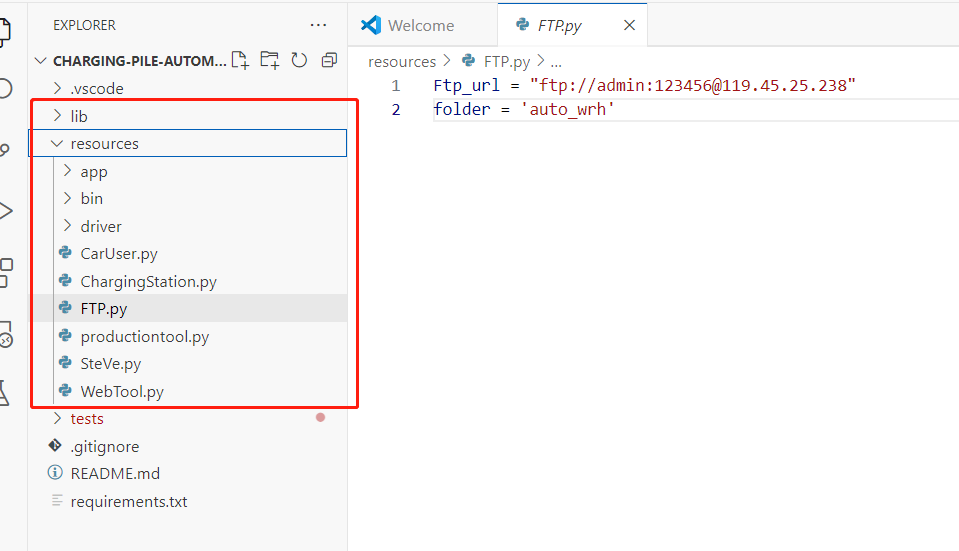 EXPLORER
CHARGING-PILE-AUTOM...
.vscode
lib
resources
app
bin
driver
CarUser.py
ChargingStation.py
FTP.py
productiontool.py
SteVe.py
WebTool.py
tests
.gitignore
README.md
requirements.txt
Welcome
FTP.py
resources > FTP.py > ...
1 Ftp_url = "ftp://admin:123456@119.45.25.238"
2 folder = 'auto_wrh'